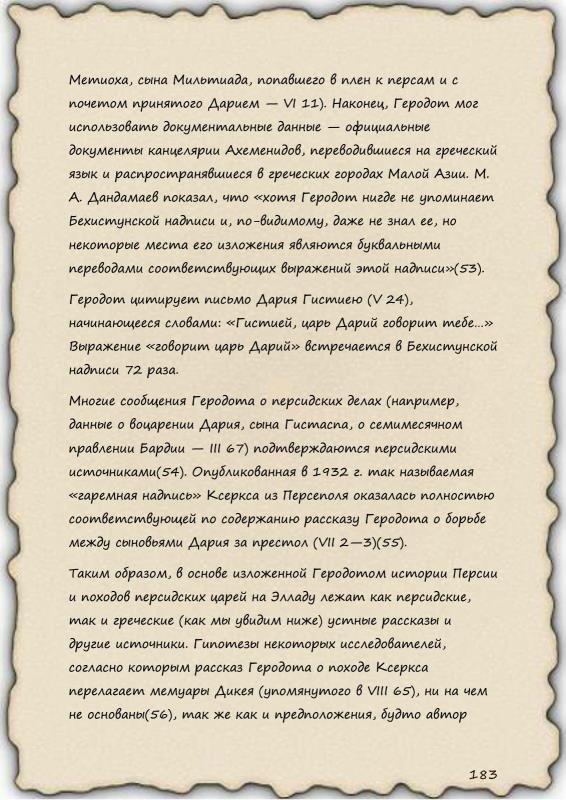 Метиоха, сына Мильтиада, попавшего в плен к персам и с
почетом принятого Дарием — VI 11). Наконец, Геродот мог
использовать документальные данные — официальные
документы канцелярии Ахеменидов, переводившиеся на греческий
язык и распространявшиеся в греческих городах Малой Азии. М.
А. Дандамаев показал, что «хотя Геродот нигде не упоминает
Бехистунской надписи и, по-видимому, даже не знал ее, но
некоторые места его изложения являются буквальными
переводами соответствующих выражений этой надписи»(53).
Геродот цитирует письмо Дария Гистиею (V 24),
начинающееся словами: «Гистией, царь Дарий говорит тебе...»
Выражение «говорит царь Дарий» встречается в Бехистунской
надписи 72 раза.
Многие сообщения Геродота о персидских делах (например,
данные о воцарении Дария, сына Гистаспа, о семимесячном
правлении Бардии — III 67) подтверждаются персидскими
источниками(54). Опубликованная в 1932 г. так называемая
«гаремная надпись» Ксеркса из Персеполя оказалась полностью
соответствующей по содержанию рассказу Геродота о борьбе
между сыновьями Дария за престол (VII 2—3)(55).
Таким образом, в основе изложенной Геродотом истории Персии
и походов персидских царей на Элладу лежат как персидские,
так и греческие (как мы увидим ниже) устные рассказы и
другие источники. Гипотезы некоторых исследователей,
согласно которым рассказ Геродота о походе Ксеркса
перелагает мемуары Дикея (упомянутого в VIII 65), ни на чем
не основаны(56), так же как и предположения, будто автор
183